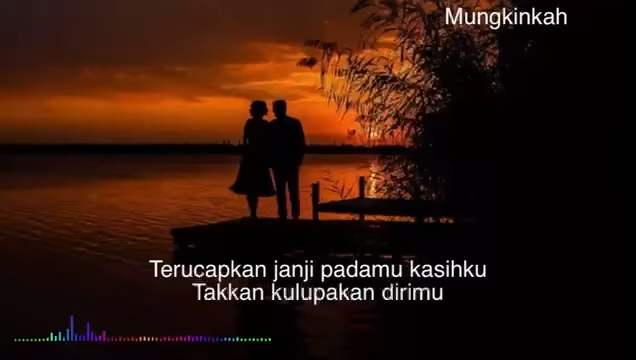 Mungkinkah
Terucapkan janji padamu kasihku
Takkan kulupakan dirimu